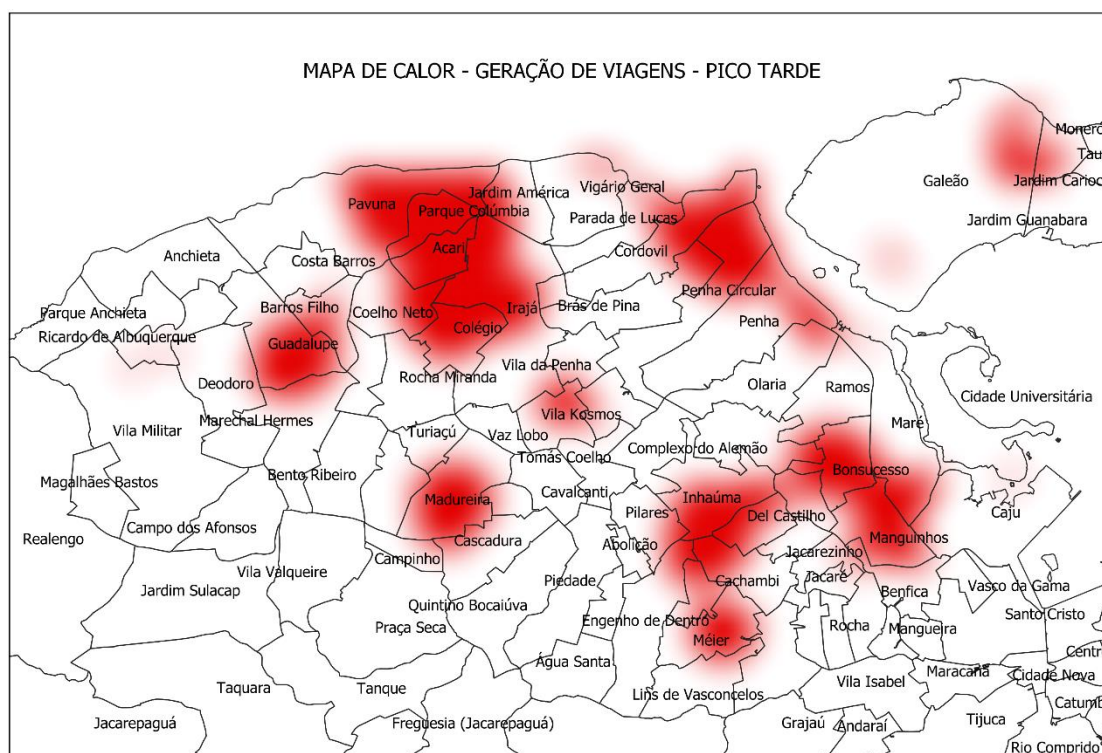 MAPA DE CALOR - GERAÇÃO DE VIAGENS - PICO TARDE
Moneró
Tau
Jardim Carioc
Galeão
Jardim Guanabara
Jardim América
Vigário Geral
Pavuna
Parque Colúmbia
Parada de Lucas
Acari
Cordovil
Anchieta
Costa Barros
Penha Circular
Parque Anchieta
Barros Filho
Coelho Neto
Irajá
Brás de Pina
Ricardo de Albuquerque
Guadalupe
Colégio
Penha
Deodoro
Rocha Miranda
Vila da Penha
Olaria
Ramos
Cidade Universitária
Marechal Hermes
Vila Kosmos
Vila Militar
Turiaçú
Vaz Lobo
Maré
Complexo do Alemão
Tomás Coelho
Bento Ribeiro
Bonsucesso
Magalhães Bastos
Madureira
Cavalcanti
Inhaúma
Pilares
Del Castilho
Caju
Campo dos Afonsos
Realengo
Cascadura
Abolição
Manguinhos
Jacarezinho
Campinho
Vila Valqueire
Jardim Sulacap
Piedade
Cachambi
Jacaré
Benfica
Vasco da Gama
Quintino Bocaiúva
Engenho de Dentro
Santo Cristo
Praça Seca
Méier
Rocha
Mangueira
Centr
Água Santa
Maracanã
Cidade Nova
Taquara
Tanque
Lins de Vasconcelos
Vila Isabel
Catumb
Jacarepaguá
Freguesia (Jacarepaguá)
Grajaú
Andaraí
Tijuca
Rio Comprido